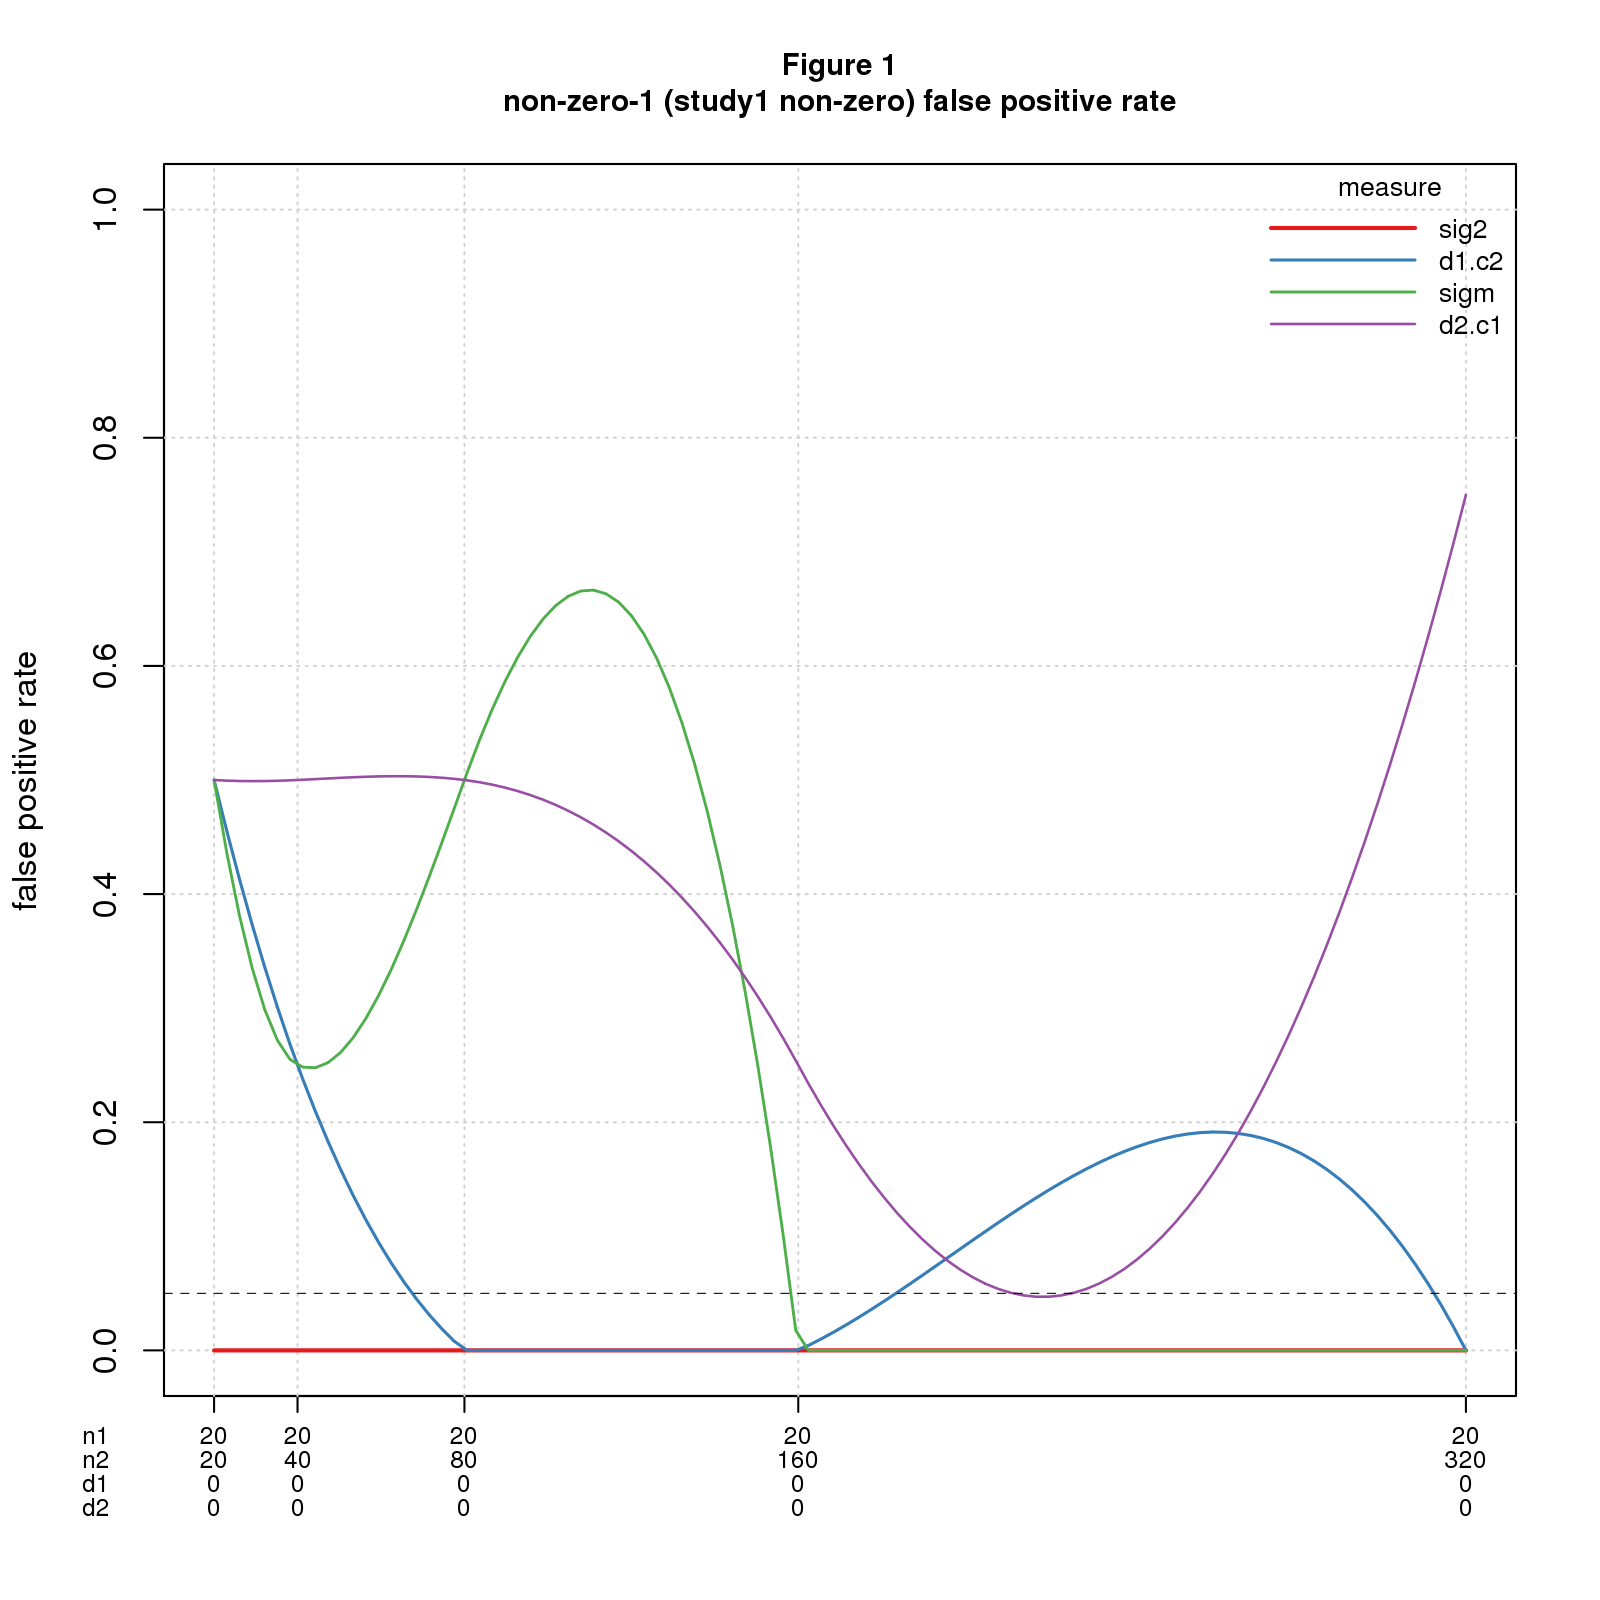 Figure 1
non-zero-1 (study1 non-zero) false positive rate
measure
sig2
d1.c2
sigm
d2.c1
false positive rate
1.0
0.8
0.6
0.4
0.2
0.0
n1 20 20 20 20 20
n2 20 40 80 160 320
d1 0 0 0 0 0
d2 0 0 0 0 0